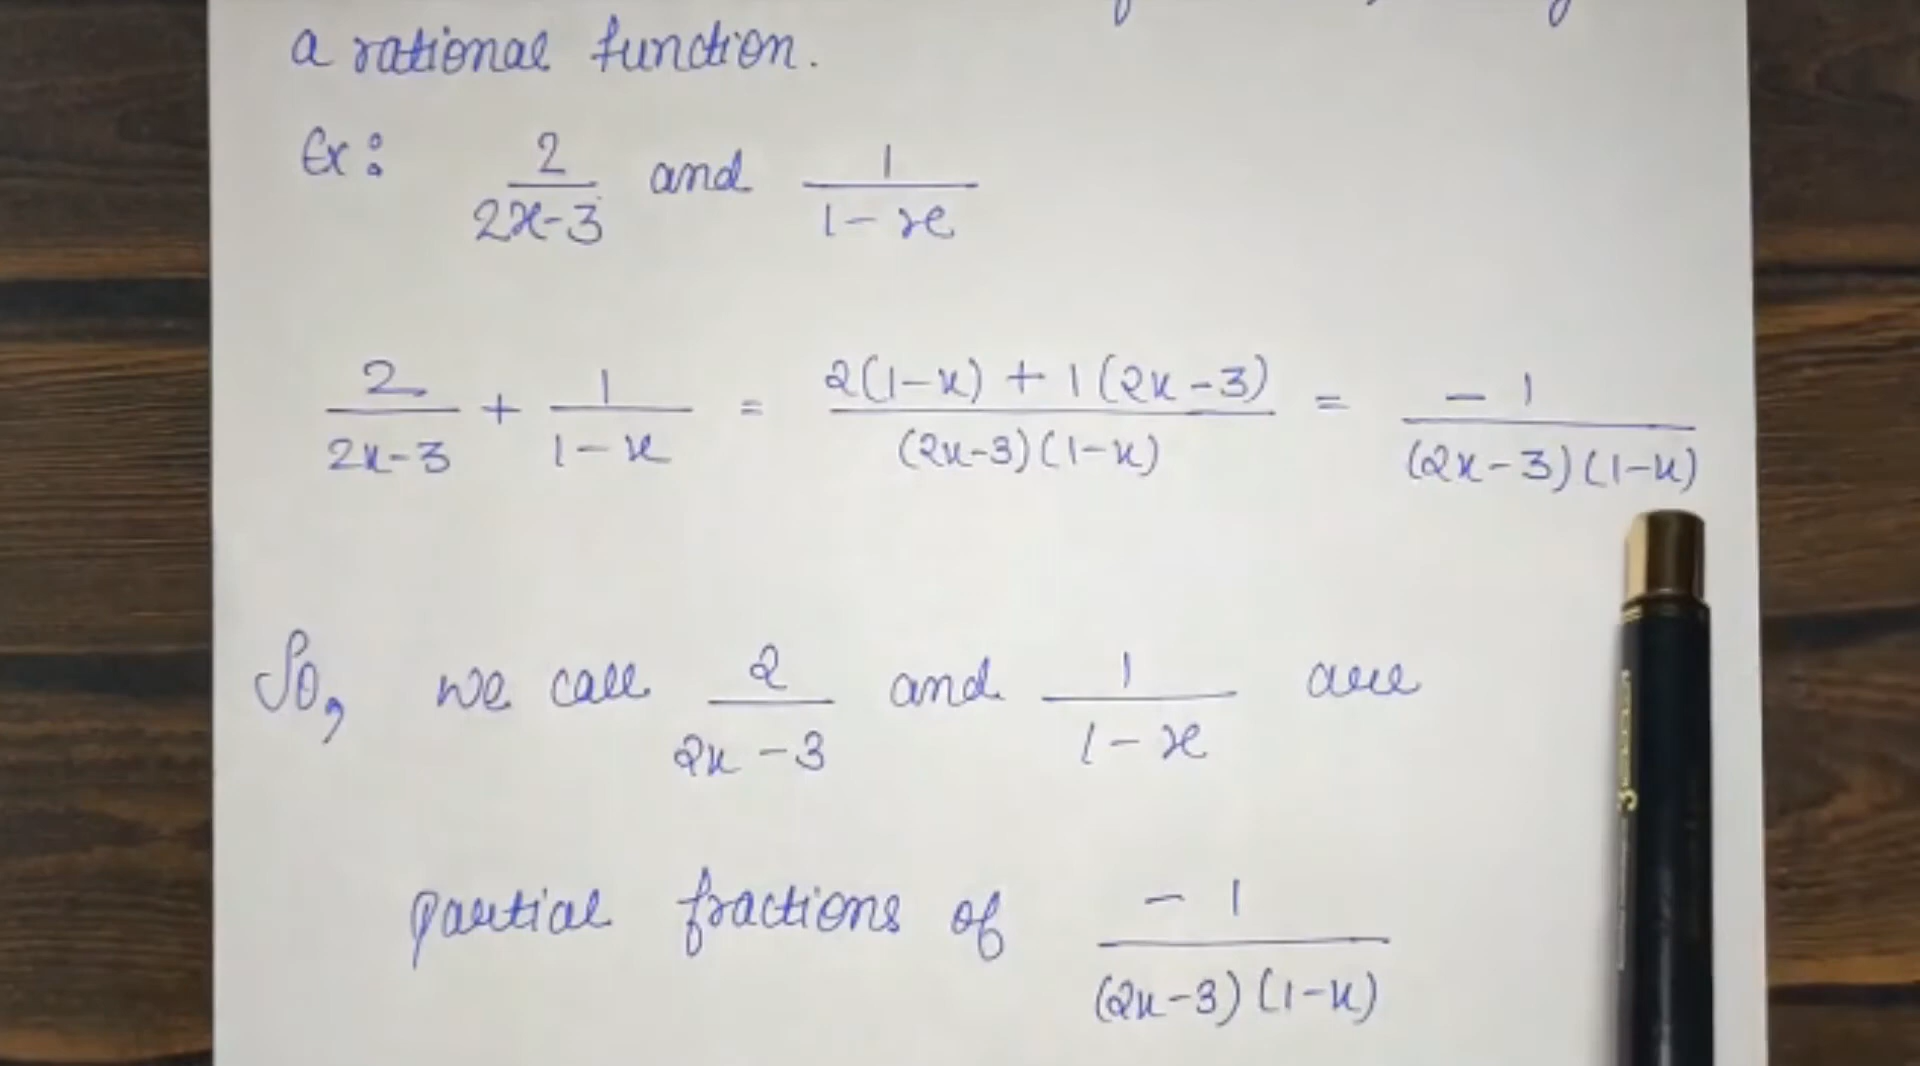 a rational function.
Ex: 2/(2x-3) and 1/(1-x)
2/(2x-3) + 1/(1-x) = (2(1-x) + 1(2x-3))/((2x-3)(1-x)) = -1/((2x-3)(1-x))
So, we call 2/(2x-3) and 1/(1-x) are
partial fractions of -1/((2x-3)(1-x))